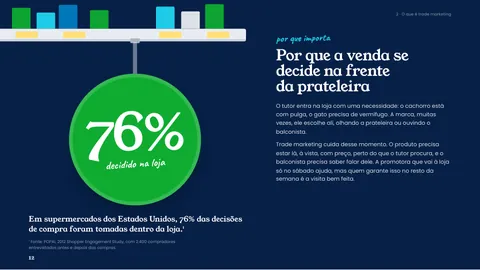 2 O que é trade marketing
76%
decidido na loja
Em supermercados dos Estados Unidos, 76% das decisões
de compra foram tomadas dentro da loja.¹
¹ Fonte: POPAI, 2012 Shopper Engagement Study, com 2.400 compradores
entrevistados antes e depois das compras.
por que importa
Por que a venda se
decide na frente
da prateleira
O tutor entra na loja com uma necessidade: o cachorro está
com pulga, o gato precisa de vermífugo. A marca, muitas
vezes, ele escolhe ali, olhando a prateleira ou ouvindo o
balconista.
Trade marketing cuida desse momento. O produto precisa
estar lá, à vista, com preço, perto do que o tutor procura, e o
balconista precisa saber falar dele. A promotora que vai à loja
só no sábado ajuda, mas quem garante isso no resto da
semana é a visita bem feita.